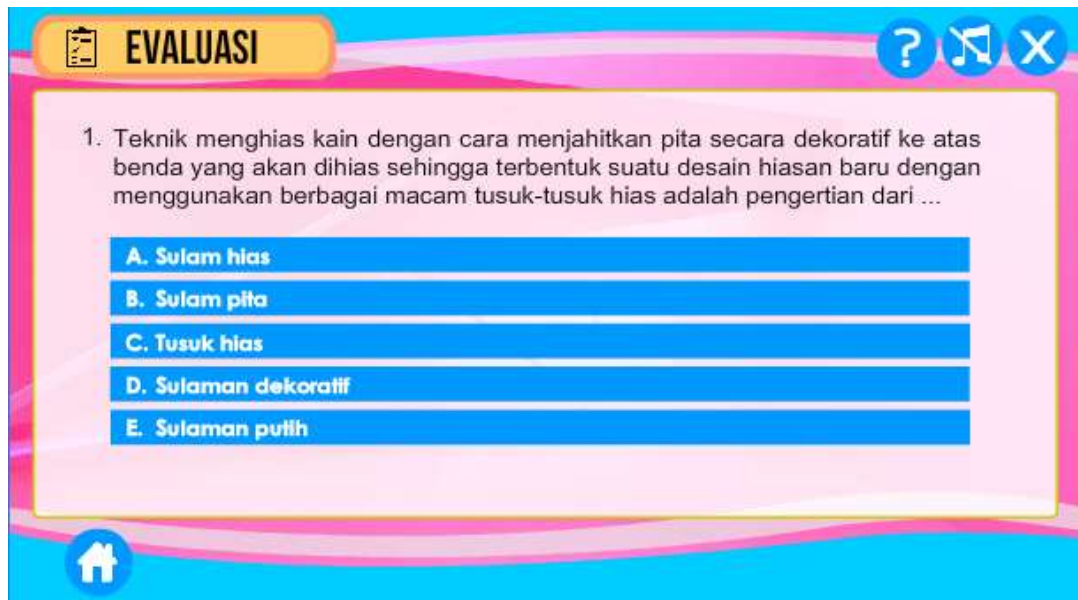 EVALUASI
?
X
1. Teknik menghias kain dengan cara menjahitkan pita secara dekoratif ke atas
benda yang akan dihias sehingga terbentuk suatu desain hiasan baru dengan
menggunakan berbagai macam tusuk-tusuk hias adalah pengertian dari ...
A. Sulam hias
B. Sulam pita
C. Tusuk hias
D. Sulaman dekoratif
E. Sulaman putih